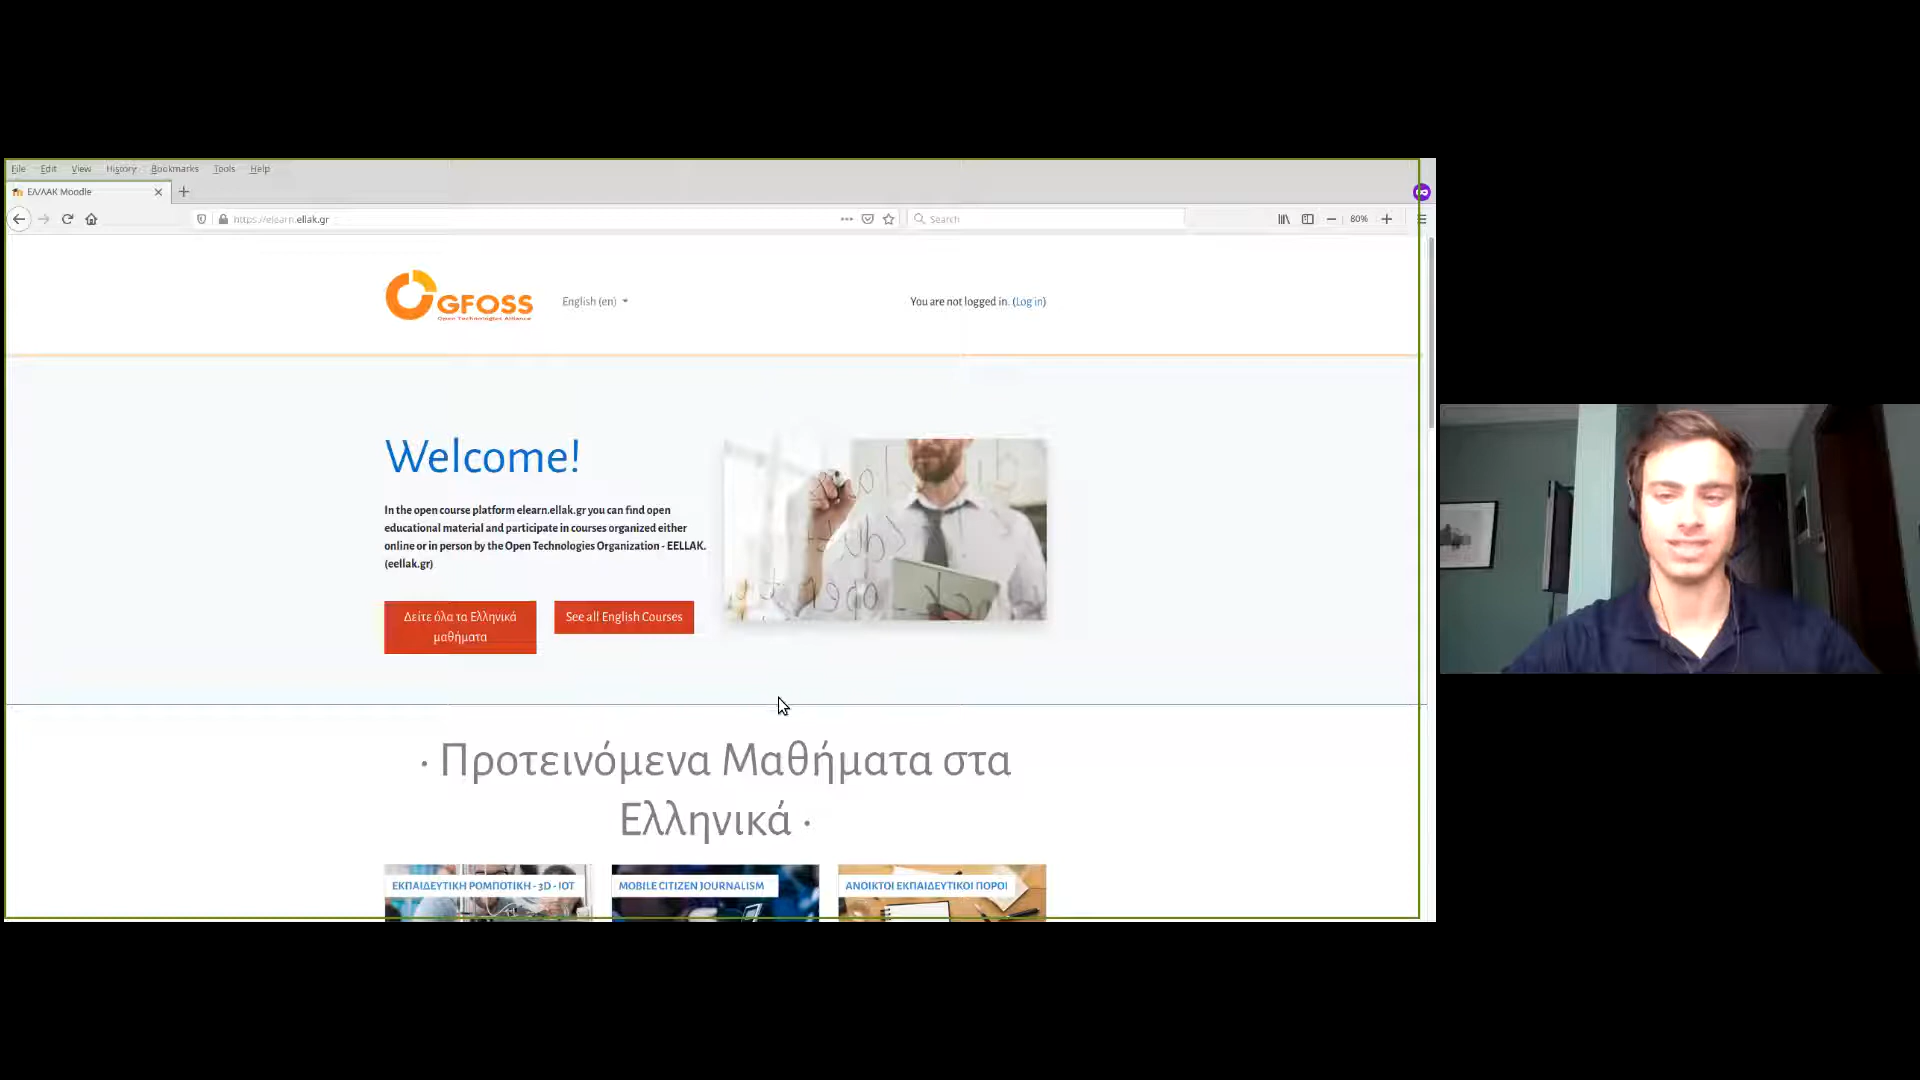 File Edit View History Bookmarks Tools Help
ΕΛ/ΛΑΚ Moodle
https://elearn.ellak.gr
Search
80%
GFOSS
Open Technologies Alliance
English (en)
You are not logged in. (Log in)
Welcome!
In the open course platform elearn.ellak.gr you can find open
educational material and participate in courses organized either
online or in person by the Open Technologies Organization - EELLAK.
(eellak.gr)
Δείτε όλα τα Ελληνικά
μαθήματα
See all English Courses
· Προτεινόμενα Μαθήματα στα
Ελληνικά ·
ΕΚΠΑΙΔΕΥΤΙΚΗ ΡΟΜΠΟΤΙΚΗ - 3D - IOT
MOBILE CITIZEN JOURNALISM
ΑΝΟΙΚΤΟΙ ΕΚΠΑΙΔΕΥΤΙΚΟΙ ΠΟΡΟΙ